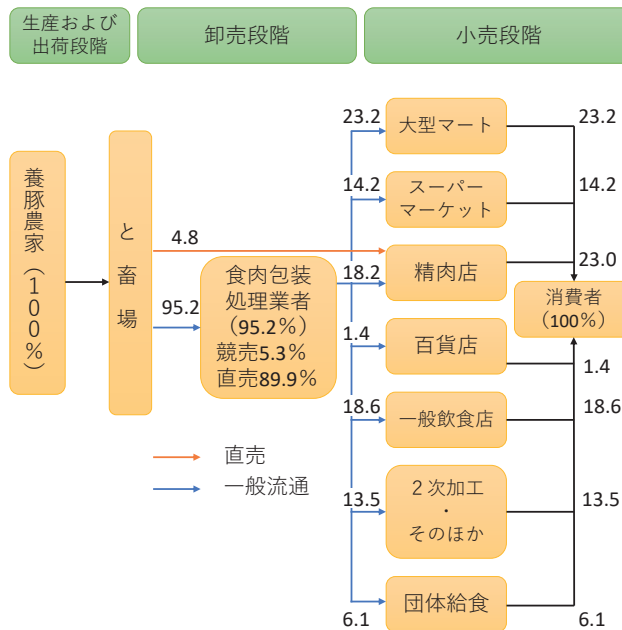 生産および
出荷段階
卸売段階
小売段階
養豚農家(100%)
と畜場
4.8
95.2
食肉包装
処理業者
(95.2%)
競売5.3%
直売89.9%
23.2
大型マート
23.2
14.2
スーパー
マーケット
14.2
18.2
精肉店
23.0
消費者
(100%)
1.4
百貨店
1.4
18.6
一般飲食店
18.6
13.5
2次加工
・
そのほか
13.5
6.1
団体給食
6.1
直売
一般流通